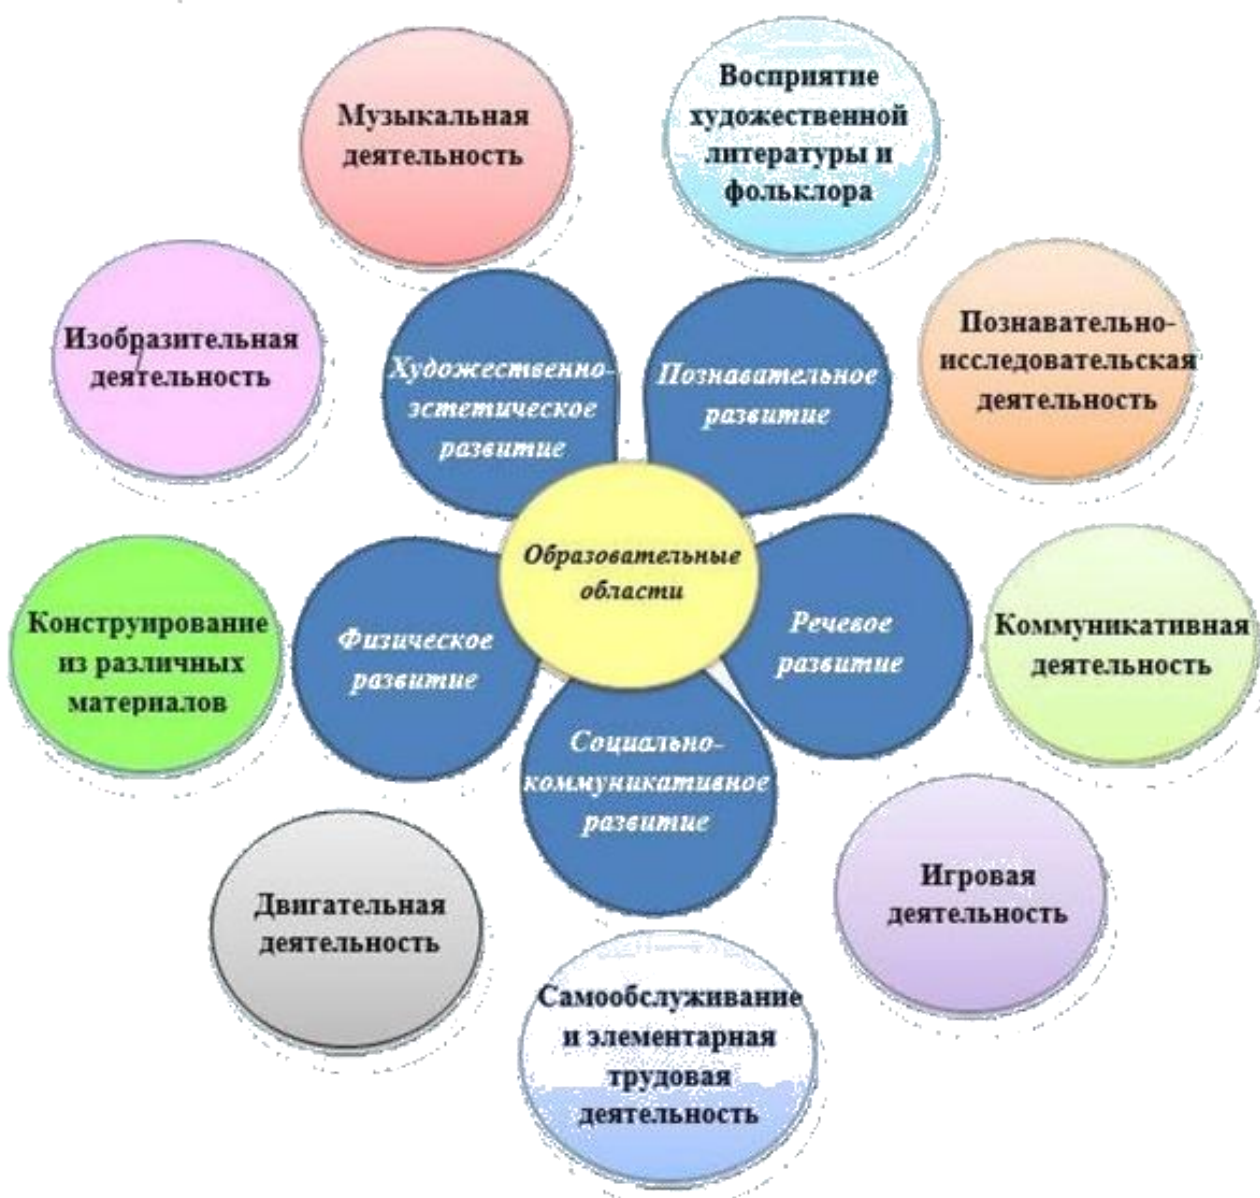 Музыкальная
деятельность
Восприятие
художественной
литературы и
фольклора
Изобразительная
деятельность
Познавательно-
исследовательская
деятельность
Художественно-
эстетическое
развитие
Познавательное
развитие
Образовательные
области
Конструирование
из различных
материалов
Физическое
развитие
Речевое
развитие
Коммуникативная
деятельность
Социально-
коммуникативное
развитие
Двигательная
деятельность
Игровая
деятельность
Самообслуживание
и элементарная
трудовая
деятельность